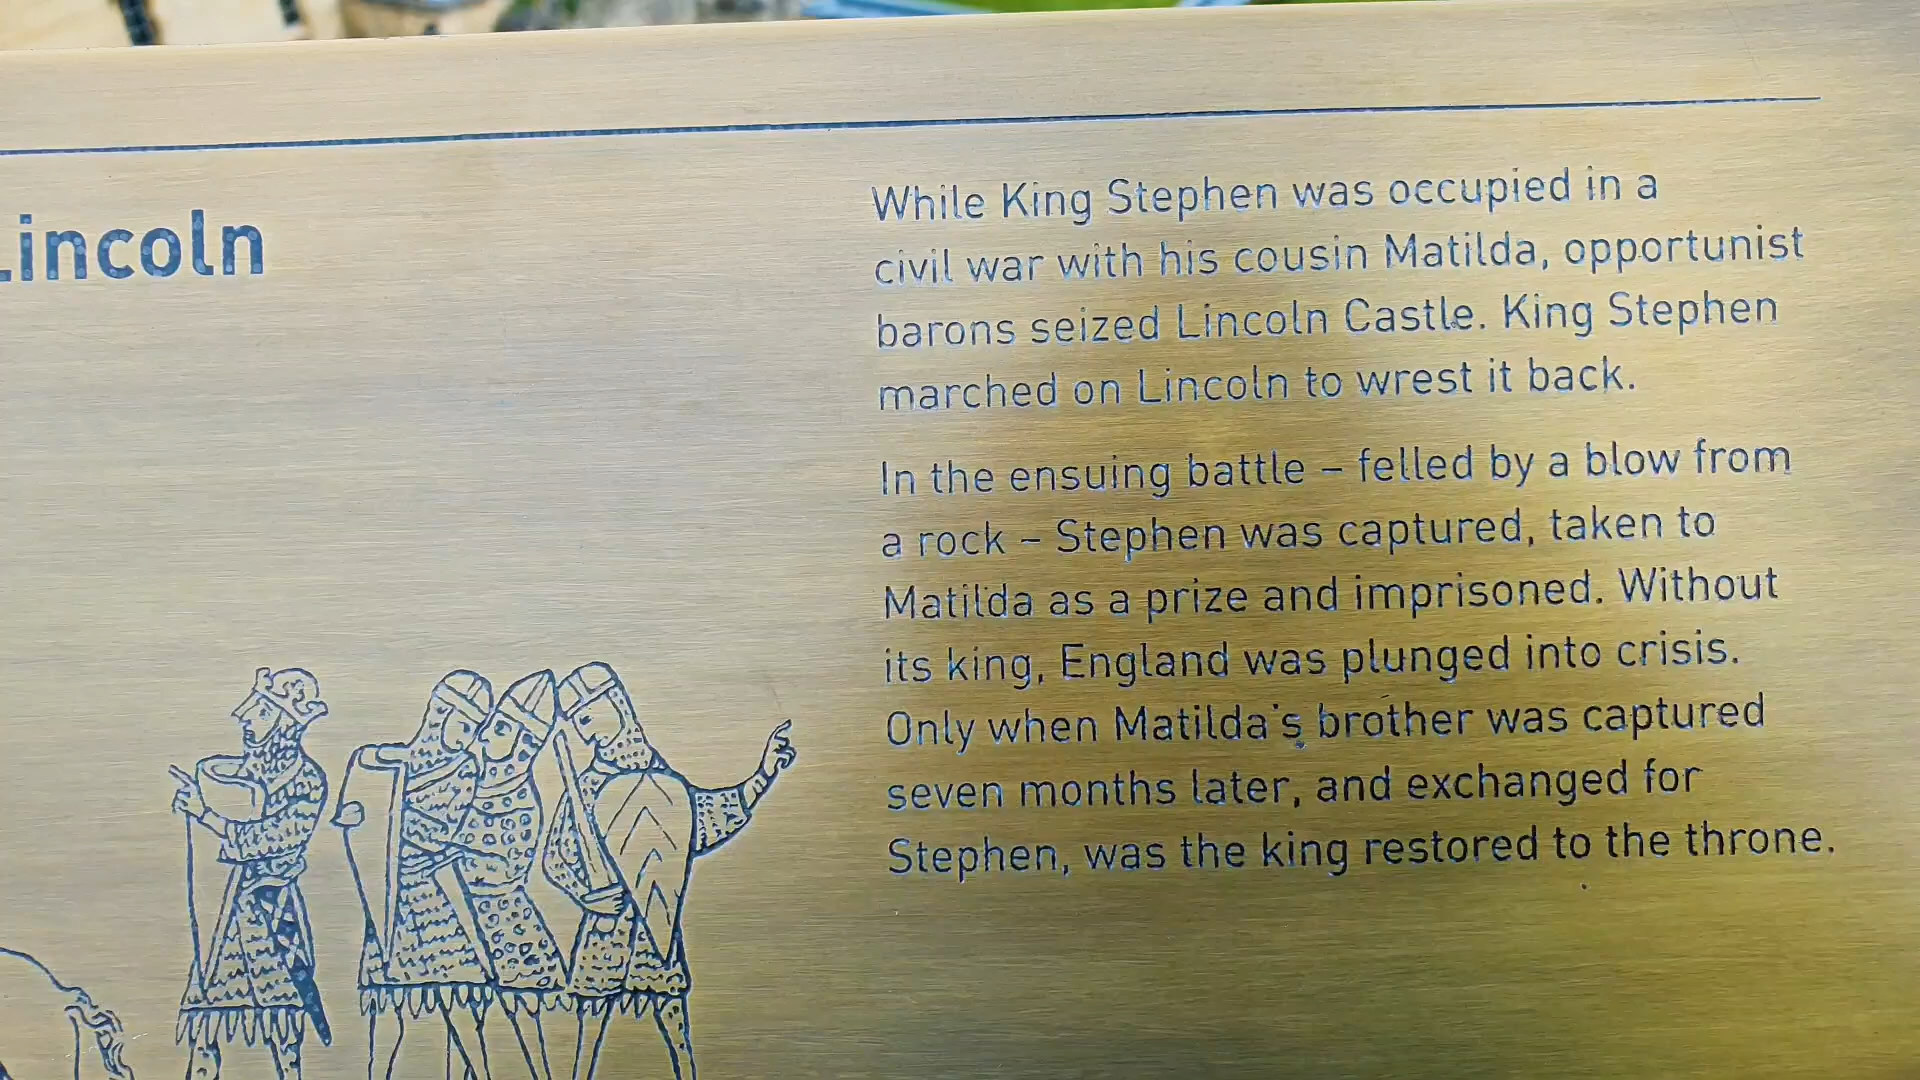 Lincoln
While King Stephen was occupied in a
civil war with his cousin Matilda, opportunist
barons seized Lincoln Castle. King Stephen
marched on Lincoln to wrest it back.
In the ensuing battle – felled by a blow from
a rock – Stephen was captured, taken to
Matilda as a prize and imprisoned. Without
its king, England was plunged into crisis.
Only when Matilda's brother was captured
seven months later, and exchanged for
Stephen, was the king restored to the throne.